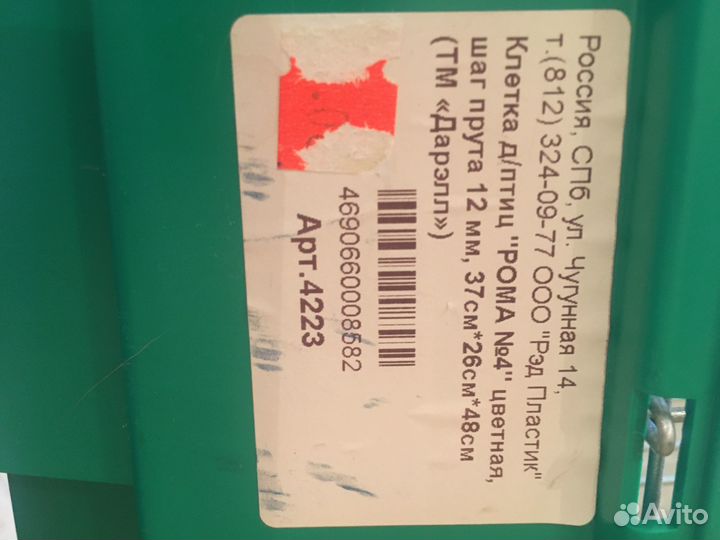 Россия, СПб, ул. Чугунная 14,
т.(812) 324-09-77 ООО "Рэд Пластик"
Клетка д/птиц "РОМА №4" цветная,
шаг прута 12 мм, 37см*26см*48см
(ТМ «Дарэлл»)
4690660008582
Арт.4223
Avito